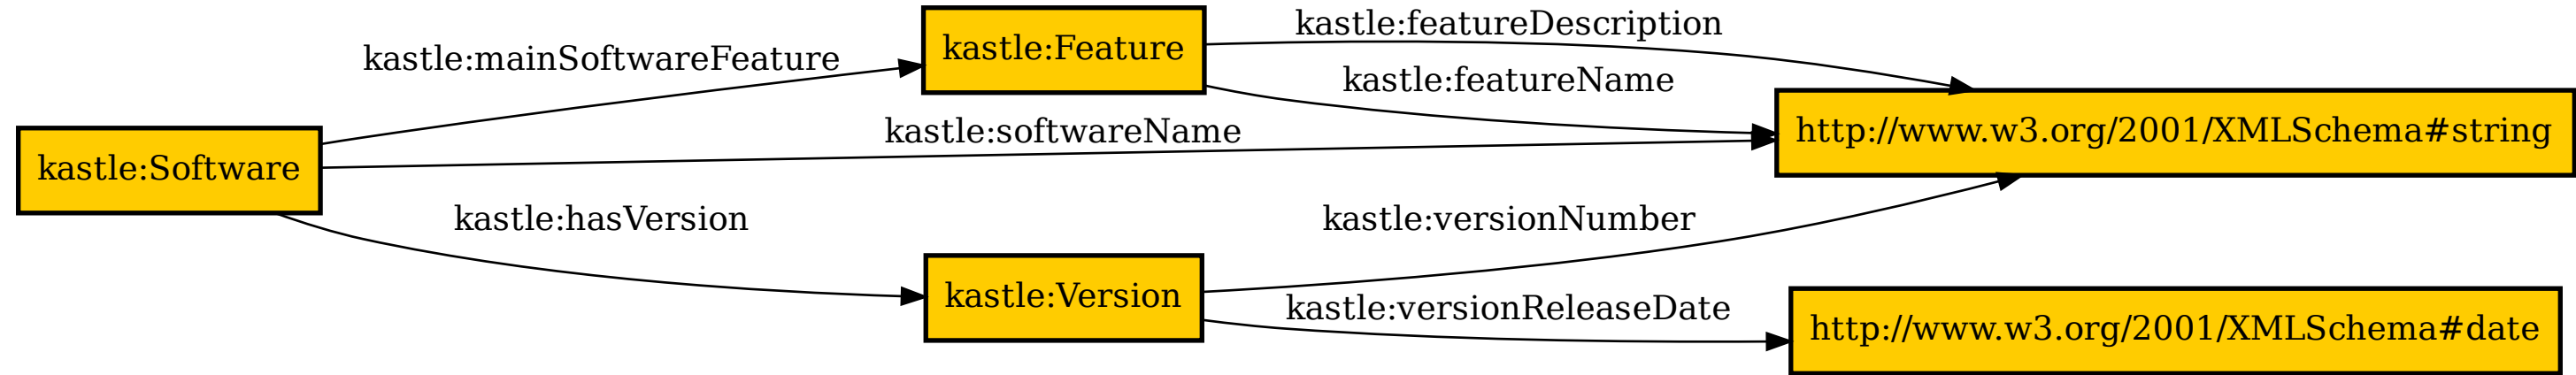 kastle:featureDescription
kastle:mainSoftwareFeature
kastle:Feature
kastle:featureName
kastle:softwareName
http://www.w3.org/2001/XMLSchema#string
kastle:Software
kastle:hasVersion
kastle:versionNumber
kastle:Version
kastle:versionReleaseDate
http://www.w3.org/2001/XMLSchema#date